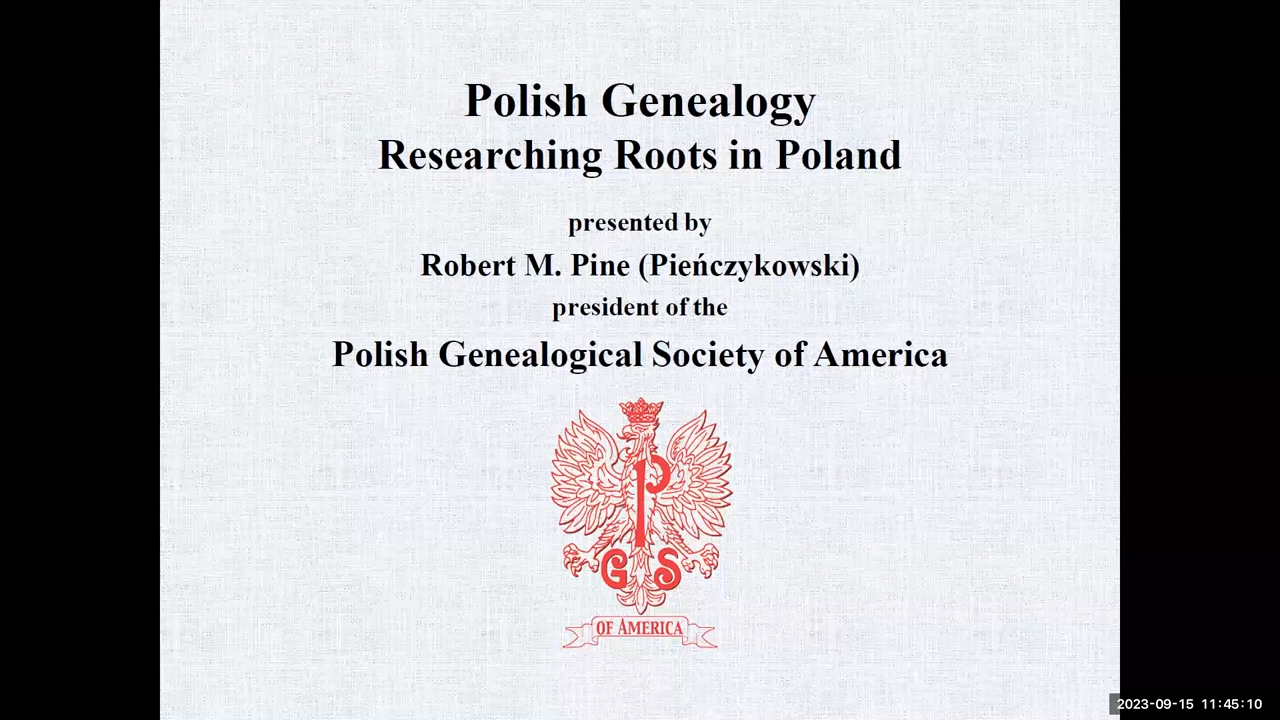 Polish Genealogy
Researching Roots in Poland
presented by
Robert M. Pine (Pieńczykowski)
president of the
Polish Genealogical Society of America
P
G S
OF AMERICA
2023-09-15 11:45:10